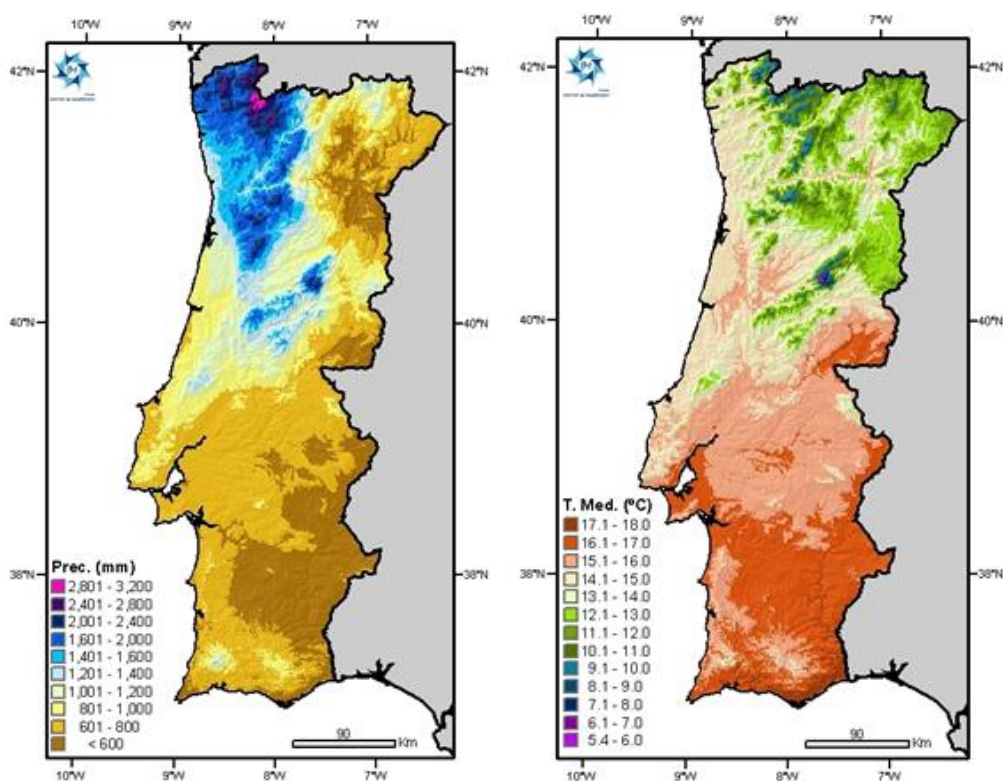 10°W 9°W 8°W 7°W
42°N 42°N
40°N 40°N
38°N 38°N
Prec. (mm)
2,801 - 3,200
2,401 - 2,800
2,001 - 2,400
1,601 - 2,000
1,401 - 1,600
1,201 - 1,400
1,001 - 1,200
801 - 1,000
601 - 800
< 600
90
Km
10°W 9°W 8°W 7°W
10°W 9°W 8°W 7°W
42°N 42°N
40°N 40°N
38°N 38°N
T. Med. (ºC)
17.1 - 18.0
16.1 - 17.0
15.1 - 16.0
14.1 - 15.0
13.1 - 14.0
12.1 - 13.0
11.1 - 12.0
10.1 - 11.0
9.1 - 10.0
8.1 - 9.0
7.1 - 8.0
6.1 - 7.0
5.4 - 6.0
90
Km
10°W 9°W 8°W 7°W